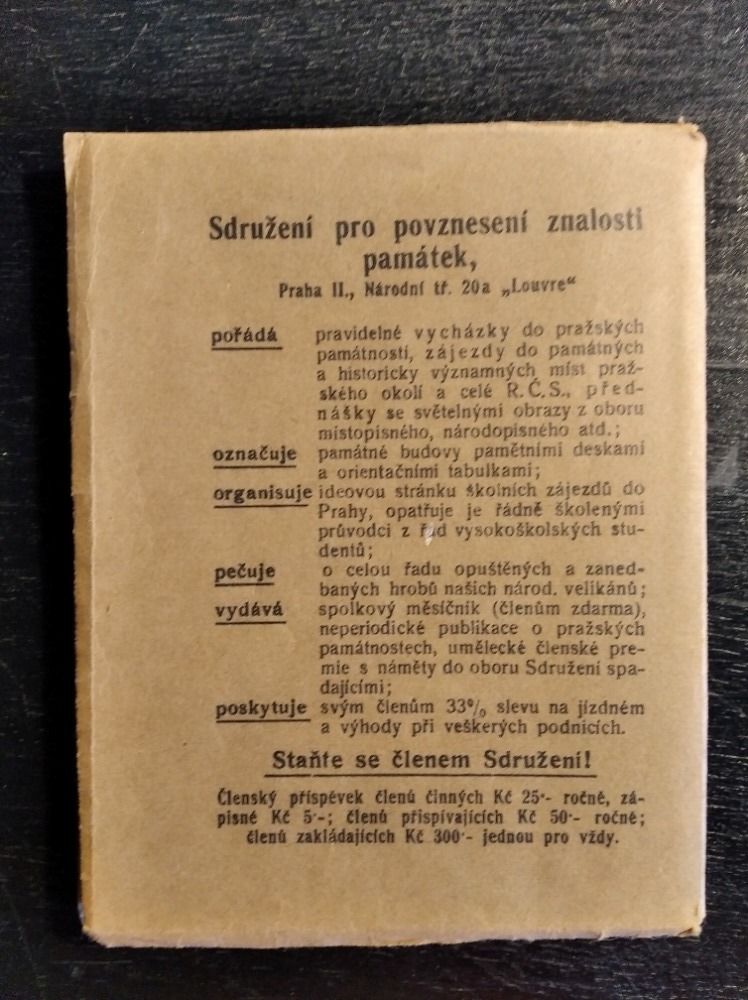 Sdružení pro povznesení znalosti
památek,
Praha II., Národní tř. 20a „Louvre“
pořádá pravidelné vycházky do pražských
památností, zájezdy do památných
a historicky významných míst praž-
ského okolí a celé R.Č.S., před-
nášky se světelnými obrazy z oboru
místopisného, národopisného atd.;
označuje památné budovy pamětními deskami
a orientačními tabulkami;
organisuje ideovou stránku školních zájezdů do
Prahy, opatřuje je řádně školenými
průvodci z řad vysokoškolských stu-
dentů;
pečuje o celou řadu opuštěných a zaned-
baných hrobů našich národ. velikánů;
vydává spolkový měsíčník (členům zdarma),
neperiodické publikace o pražských
památnostech, umělecké členské pre-
mie s náměty do oboru Sdružení spa-
dajícími;
poskytuje svým členům 33% slevu na jízdném
a výhody při veškerých podnicích.
Staňte se členem Sdružení!
Členský příspěvek členů činných Kč 25·- ročně, zá-
pisné Kč 5·-; členů přispívajících Kč 50·- ročně;
členů zakládajících Kč 300·- jednou pro vždy.